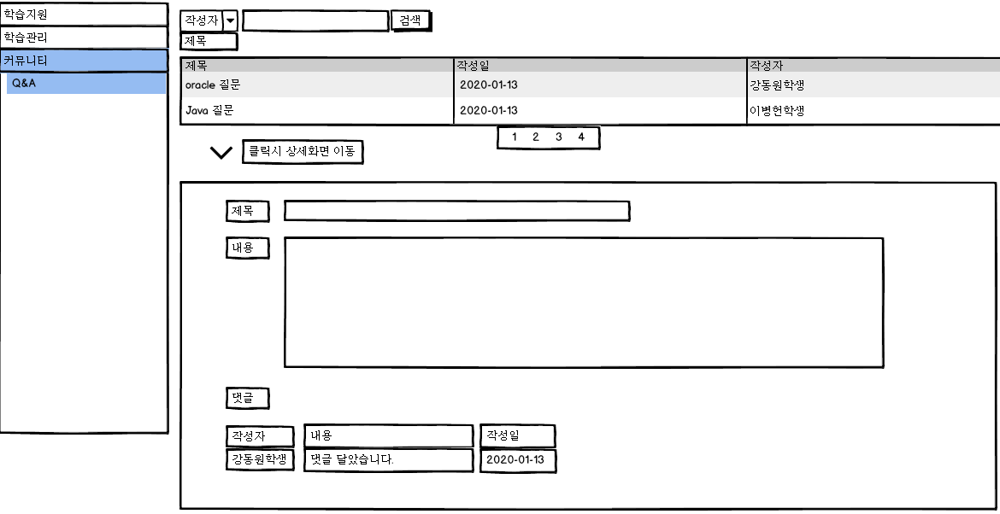 학습지원
학습관리
커뮤니티
Q&A
작성자 검색
제목
제목 작성일 작성자
oracle 질문 2020-01-13 강동원학생
Java 질문 2020-01-13 이병헌학생
1 2 3 4
클릭시 상세화면 이동
제목
내용
댓글
작성자 내용 작성일
강동원학생 댓글 달았습니다. 2020-01-13